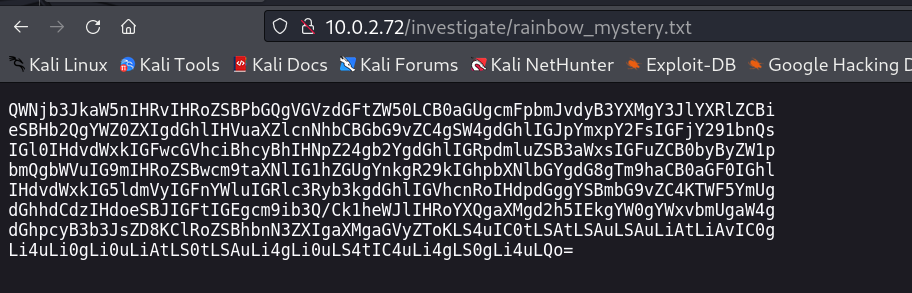 10.0.2.72/investigate/rainbow_mystery.txt
Kali Linux Kali Tools Kali Docs Kali Forums Kali NetHunter Exploit-DB Google Hacking D
QWNjb3JkaW5nIHRvIHRoZSBPbGQgVGVzdGFtZW50LCB0aGUgcmFpbmJvdyB3YXMgY3JlYXRlZCBi
eSBHb2QgYWZ0ZXIgdGhlIHVuaXZlcnNhbCBGbG9vZC4gSW4gdGhlIGJpYmxpY2FsIGFjY291bnQs
IGl0IHdvdWxkIGFwcGVhciBhcyBhIHNpZ24gb2YgdGhlIGRpdmluZSB3aWxsIGFuZCB0byByZW1p
bmQgbWVuIG9mIHRoZSBwcm9taXNlIG1hZGUgYnkgR29kIGhpbXNlbGYgdG8gTm9haCB0aGF0IGhl
IHdvdWxkIG5ldmVyIGFnYWluIGRlc3Ryb3kgdGhlIGVhcnRoIHdpdGggYSBmbG9vZC4KTWF5YmUg
dGhhdCdzIHdoeSBJIGFtIGEgcm9ib3Q/Ck1heWJlIHRoYXQgaXMgd2h5IEkgYW0gYWxvbmUgaW4g
dGhpcyB3b3JsZD8KClRoZSBhbnN3ZXIgaXMgaGVyZToKLS4uIC0tLSAtLSAuLSAuLiAtLiAvIC0g
Li4uLi0gLi0uLiAtLS0tLSAuLi4gLi0uLS4tIC4uLi4gLS0gLi4uLQo=